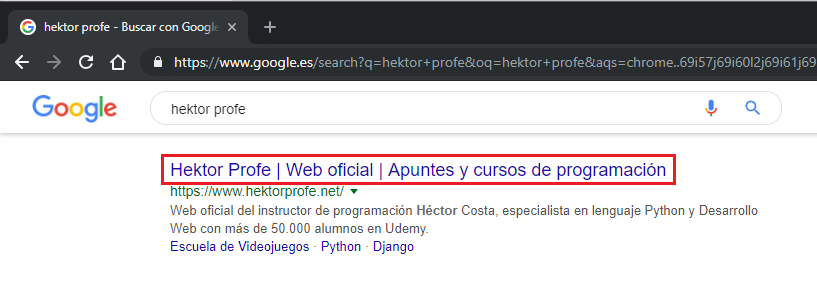 hektor profe - Buscar con Google
https://www.google.es/search?q=hektor+profe&oq=hektor+profe&aqs=chrome..69i57j69i60l2j69i61j69
Google
hektor profe
Hektor Profe | Web oficial | Apuntes y cursos de programación
https://www.hektorprofe.net/
Web oficial del instructor de programación Héctor Costa, especialista en lenguaje Python y Desarrollo
Web con más de 50.000 alumnos en Udemy.
Escuela de Videojuegos · Python · Django